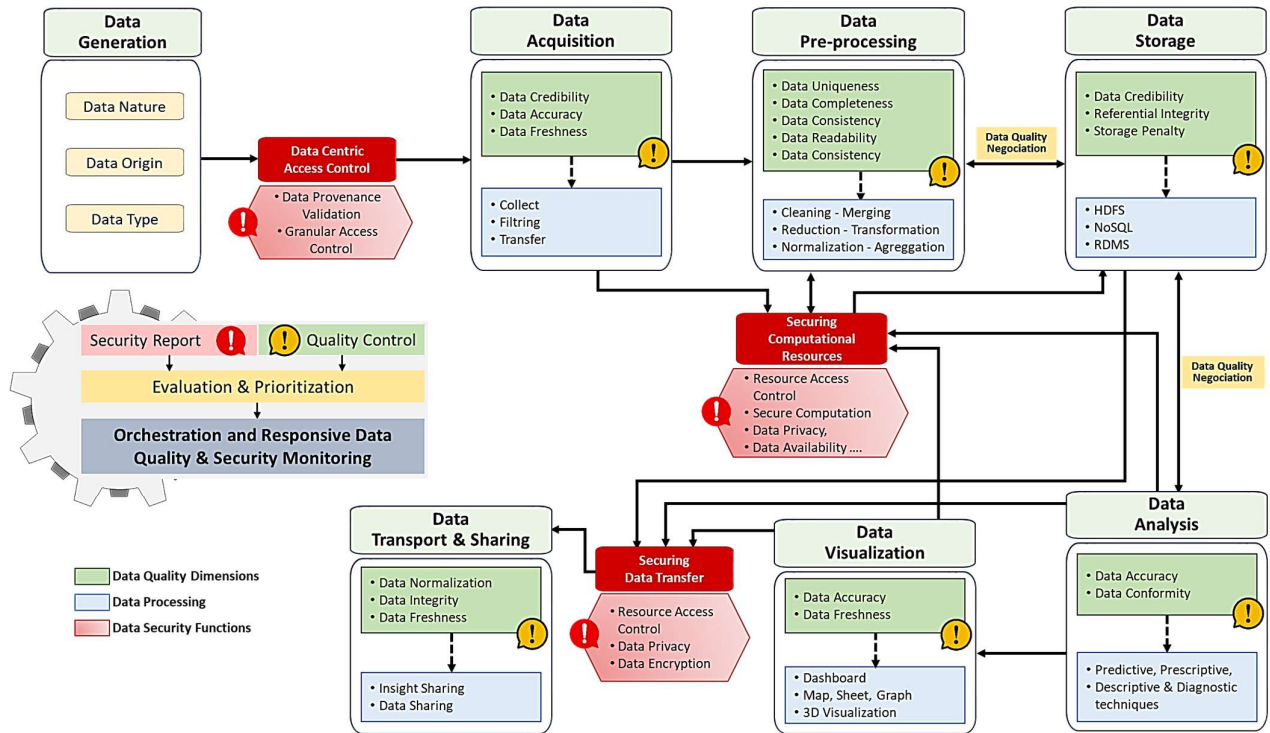 Data
Generation
Data Nature
Data Origin
Data Type
Data Centric
Access Control
• Data Provenance
Validation
• Granular Access
Control
Data
Acquisition
• Data Credibility
• Data Accuracy
• Data Freshness
• Collect
• Filtring
• Transfer
Data
Pre-processing
• Data Uniqueness
• Data Completeness
• Data Consistency
• Data Readability
• Data Consistency
• Cleaning - Merging
• Reduction - Transformation
• Normalization - Agreggation
Data Quality
Negociation
Data
Storage
• Data Credibility
• Referential Integrity
• Storage Penalty
• HDFS
• NoSQL
• RDMS
Security Report
Quality Control
Evaluation & Prioritization
Orchestration and Responsive Data
Quality & Security Monitoring
Securing
Computational
Resources
• Resource Access
Control
• Secure Computation
• Data Privacy,
• Data Availability ....
Data Quality
Negociation
Data Quality Dimensions
Data Processing
Data Security Functions
Data
Transport & Sharing
• Data Normalization
• Data Integrity
• Data Freshness
• Insight Sharing
• Data Sharing
Securing
Data Transfer
• Resource Access
Control
• Data Privacy
• Data Encryption
Data
Visualization
• Data Accuracy
• Data Freshness
• Dashboard
• Map, Sheet, Graph
• 3D Visualization
Data
Analysis
• Data Accuracy
• Data Conformity
• Predictive, Prescriptive,
• Descriptive & Diagnostic
techniques